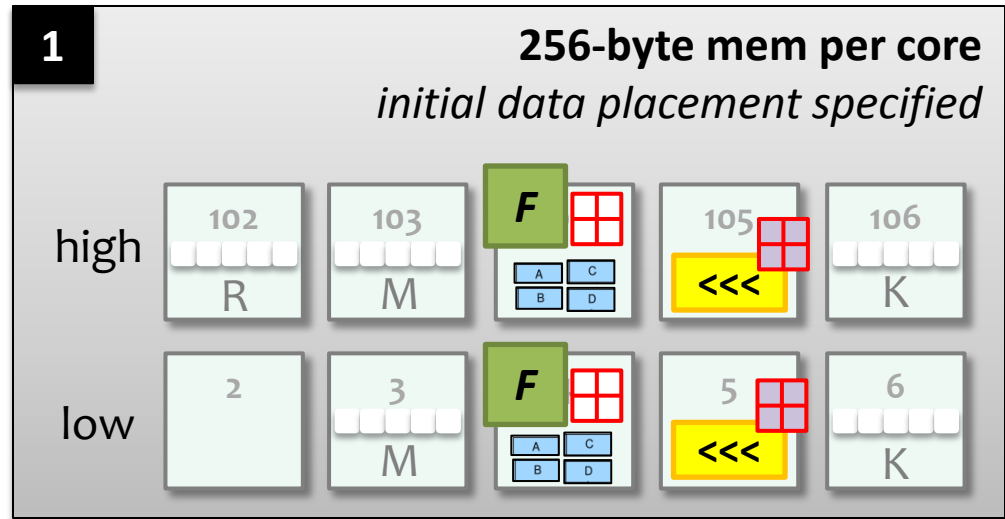 1
256-byte mem per core
initial data placement specified
high
102
R
103
M
F
A
C
B
D
105
<<<
106
K
low
2
3
M
F
A
C
B
D
5
<<<
6
K